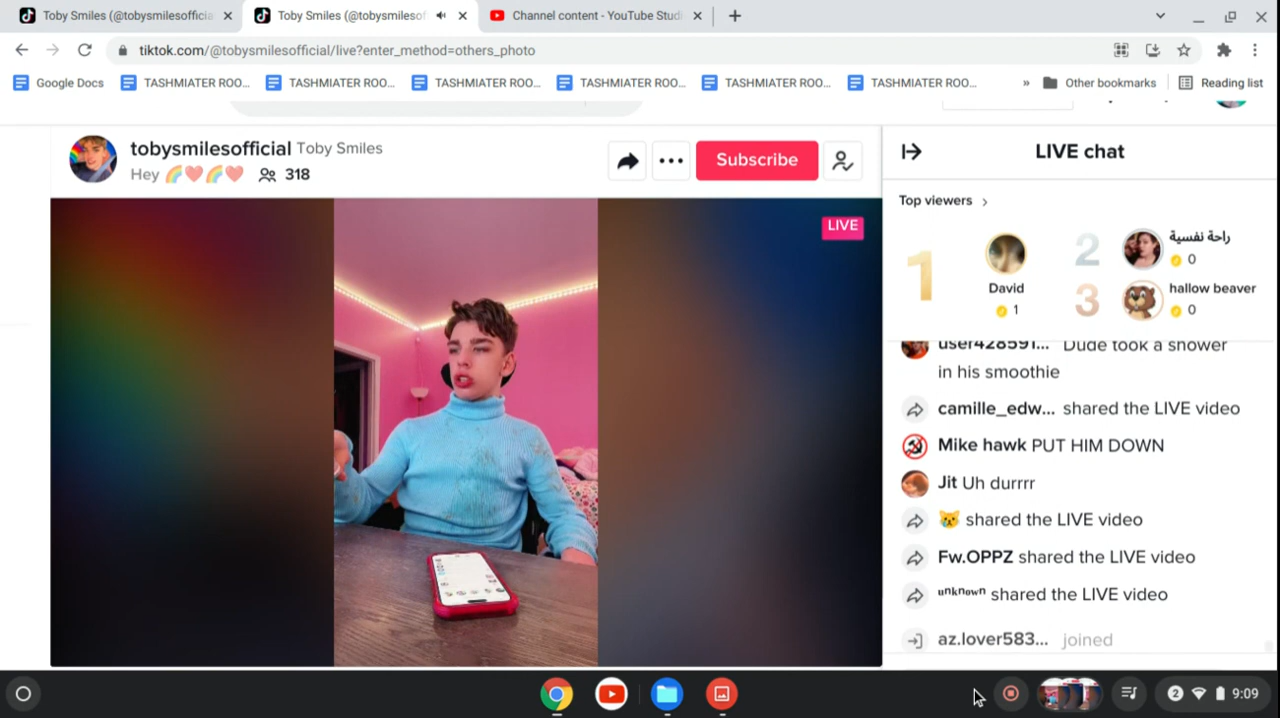 Toby Smiles (@tobysmilesofficia
Toby Smiles (@tobysmilesof
Channel content - YouTube Studi
tiktok.com/@tobysmilesofficial/live?enter_method=others_photo
Google Docs
TASHMIATER ROO...
TASHMIATER ROO...
TASHMIATER ROO...
TASHMIATER ROO...
TASHMIATER ROO...
TASHMIATER ROO...
»
Other bookmarks
Reading list
tobysmilesofficial Toby Smiles
Hey 🌈❤️🌈❤️ 318
Subscribe
LIVE
LIVE chat
Top viewers
1
David
1
2
راحة نفسية
0
3
hallow beaver
0
user428591... Dude took a shower
in his smoothie
camille_edw... shared the LIVE video
Mike hawk PUT HIM DOWN
Jit Uh durrrr
😿 shared the LIVE video
Fw.OPPZ shared the LIVE video
ᵘⁿᵏⁿᵒʷⁿ shared the LIVE video
az.lover583... joined
2
9:09